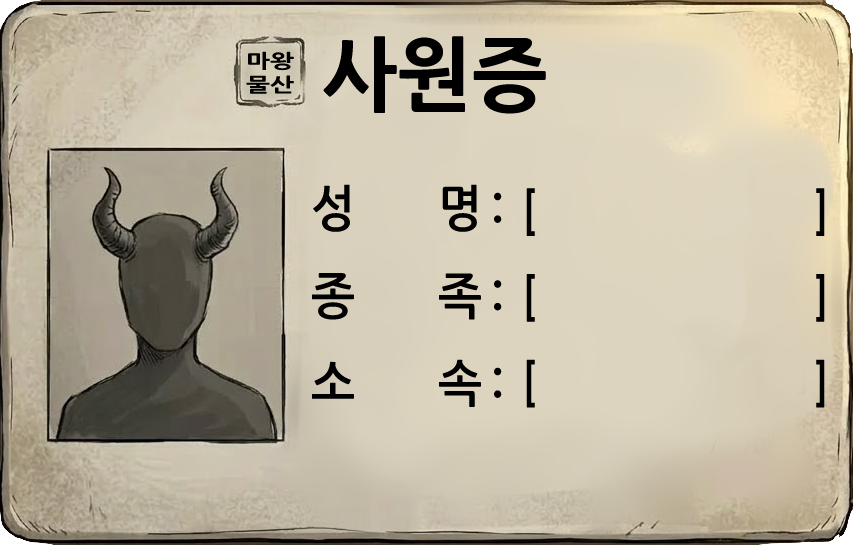 마왕
물산
사원증
성 명 : [ ]
종 족 : [ ]
소 속 : [ ]